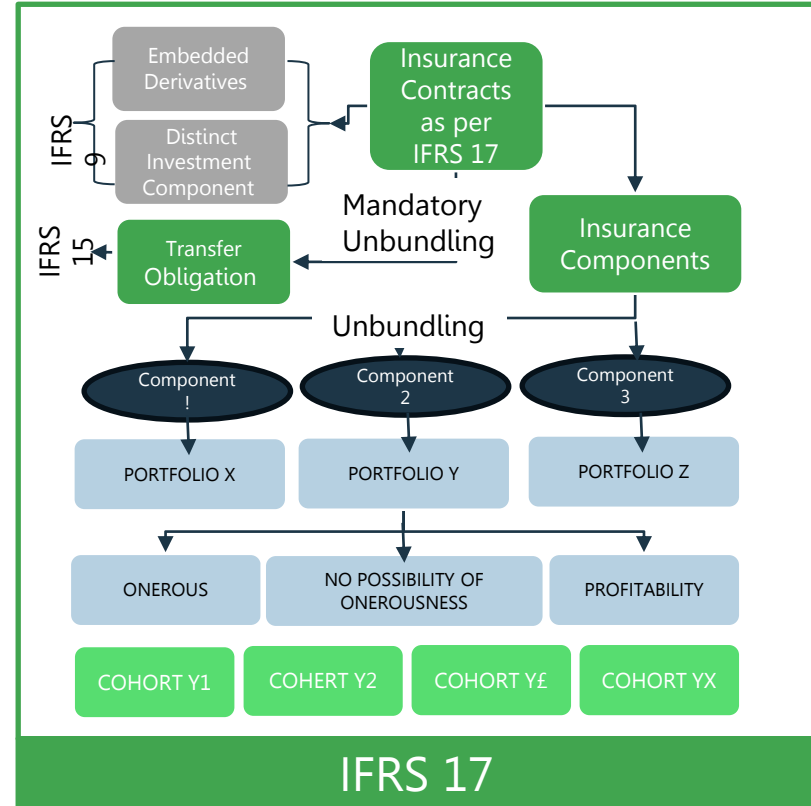 Embedded
Derivatives
Insurance
Contracts
as per
IFRS 17
IFRS
9
Distinct
Investment
Component
Mandatory
Unbundling
Insurance
Components
IFRS
15
Transfer
Obligation
Unbundling
Component
!
Component
2
Component
3
PORTFOLIO X
PORTFOLIO Y
PORTFOLIO Z
ONEROUS
NO POSSIBILITY OF
ONEROUSNESS
PROFITABILITY
COHORT Y1
COHERT Y2
COHORT Y£
COHORT YX
IFRS 17